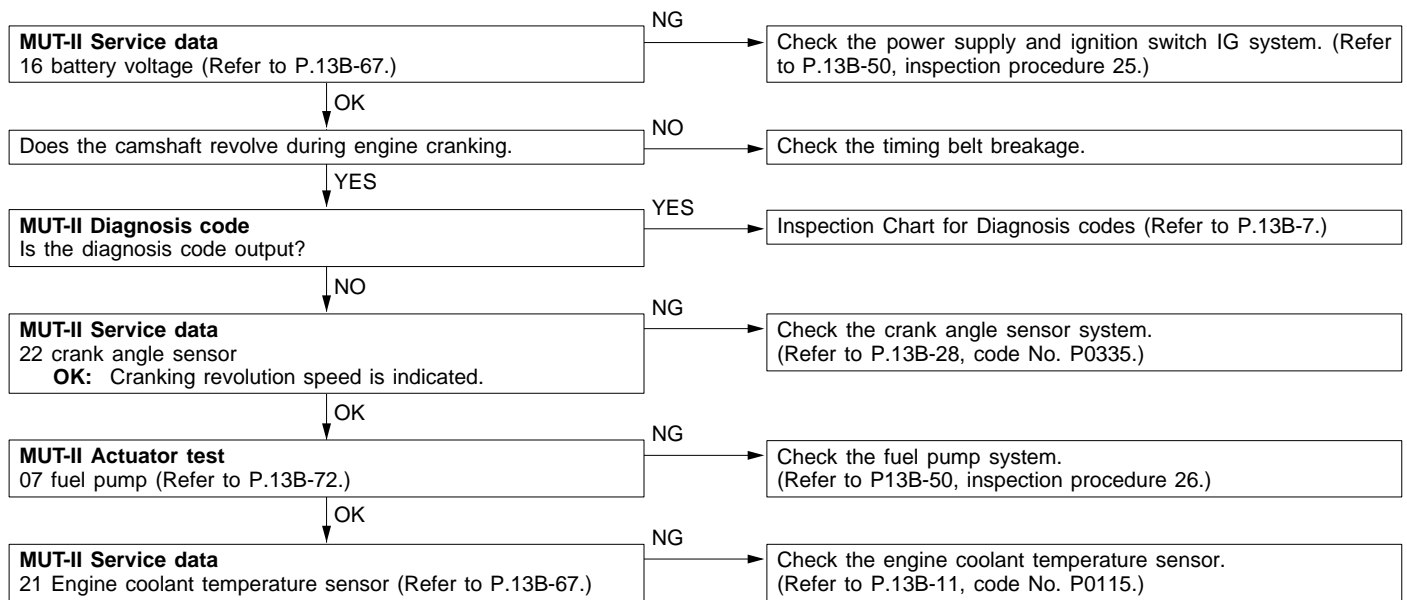 MUT-II Service data
16 battery voltage (Refer to P.13B-67.)
NG
Check the power supply and ignition switch IG system. (Refer
to P.13B-50, inspection procedure 25.)
OK
Does the camshaft revolve during engine cranking.
NO
Check the timing belt breakage.
YES
MUT-II Diagnosis code
Is the diagnosis code output?
YES
Inspection Chart for Diagnosis codes (Refer to P.13B-7.)
NO
MUT-II Service data
22 crank angle sensor
OK: Cranking revolution speed is indicated.
NG
Check the crank angle sensor system.
(Refer to P.13B-28, code No. P0335.)
OK
MUT-II Actuator test
07 fuel pump (Refer to P.13B-72.)
NG
Check the fuel pump system.
(Refer to P13B-50, inspection procedure 26.)
OK
MUT-II Service data
21 Engine coolant temperature sensor (Refer to P.13B-67.)
NG
Check the engine coolant temperature sensor.
(Refer to P.13B-11, code No. P0115.)